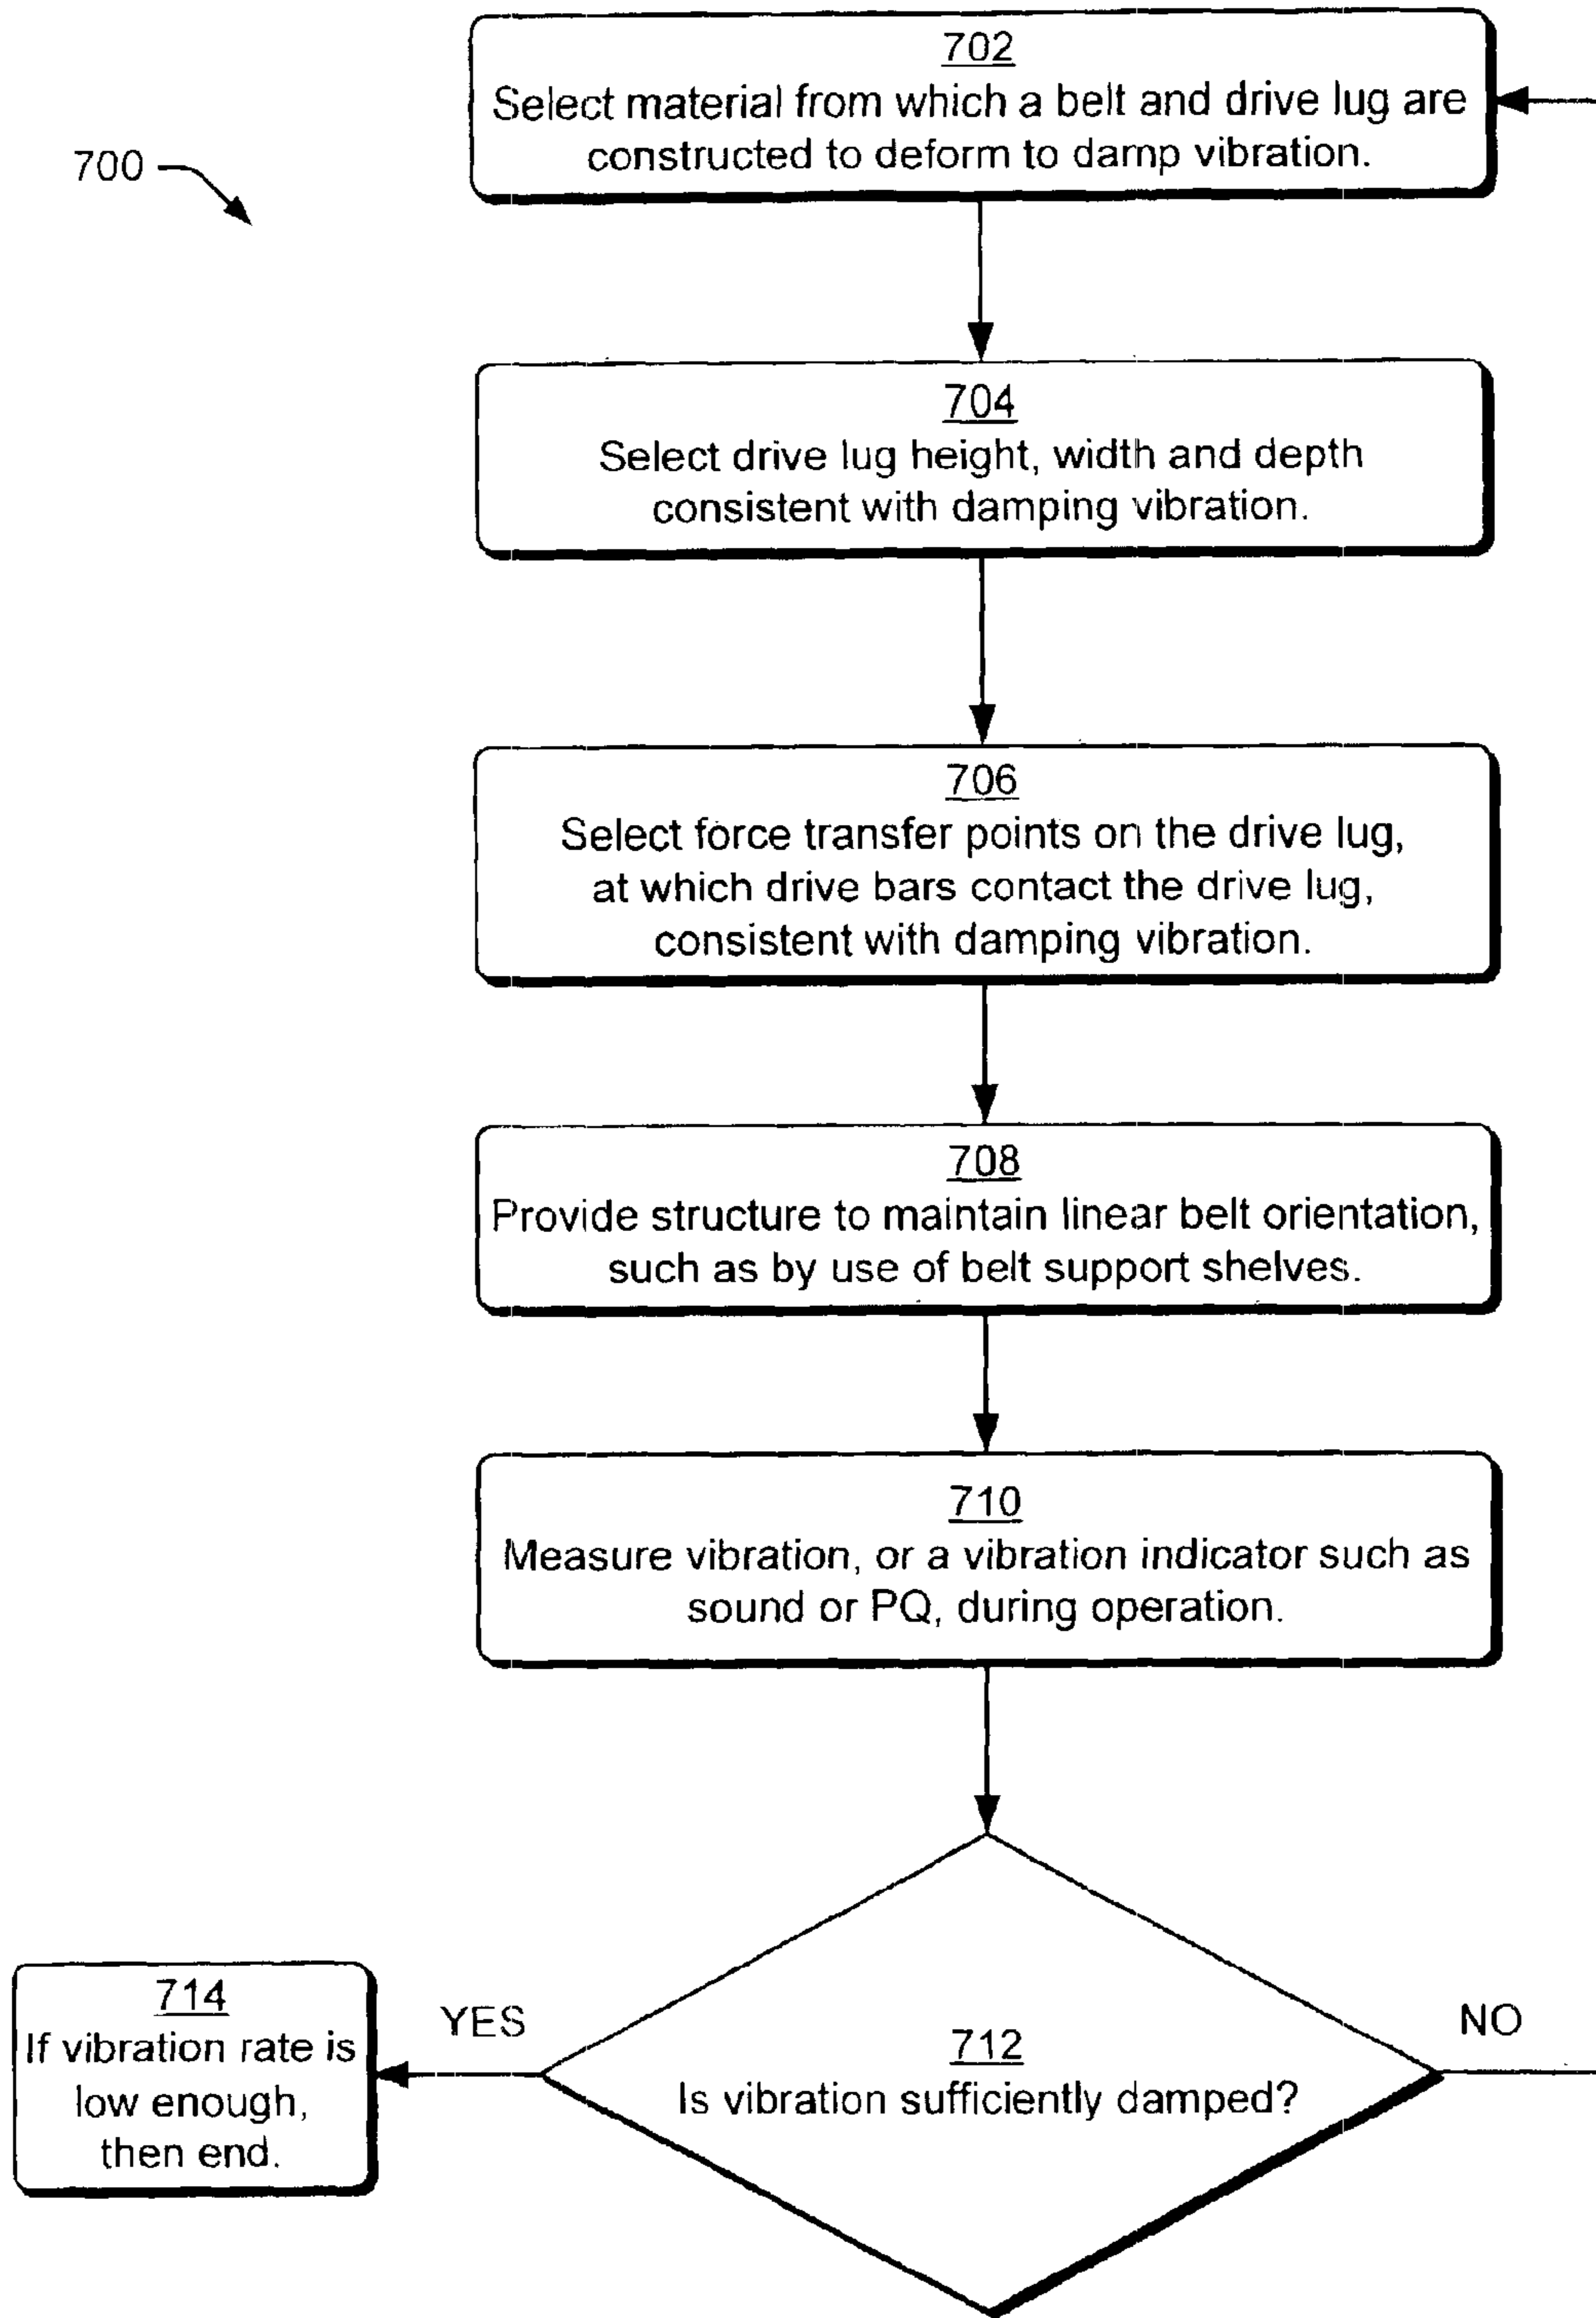 702
Select material from which a belt and drive lug are
constructed to deform to damp vibration.
700
704
Select drive lug height, width and depth
consistent with damping vibration.
706
Select force transfer points on the drive lug,
at which drive bars contact the drive lug,
consistent with damping vibration.
708
Provide structure to maintain linear belt orientation,
such as by use of belt support shelves.
710
Measure vibration, or a vibration indicator such as
sound or PQ, during operation.
712
Is vibration sufficiently damped?
YES
NO
714
If vibration rate is
low enough,
then end.